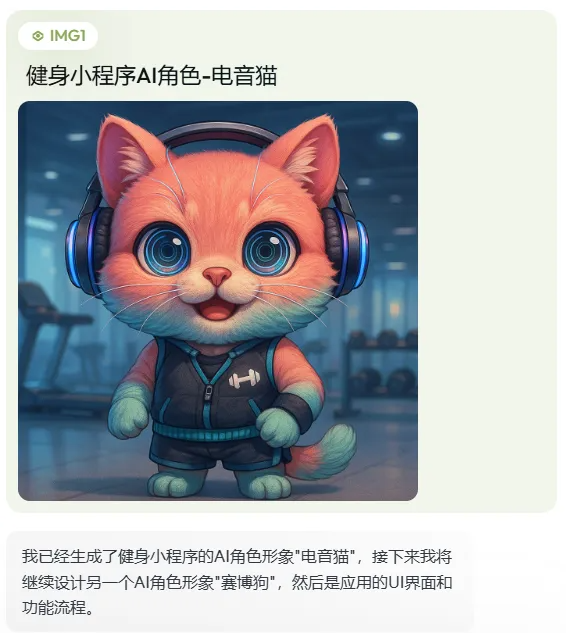 IMG1
健身小程序AI角色-电音猫
我已经生成了健身小程序的AI角色形象"电音猫"，接下来我将
继续设计另一个AI角色形象"赛博狗"，然后是应用的UI界面和
功能流程。